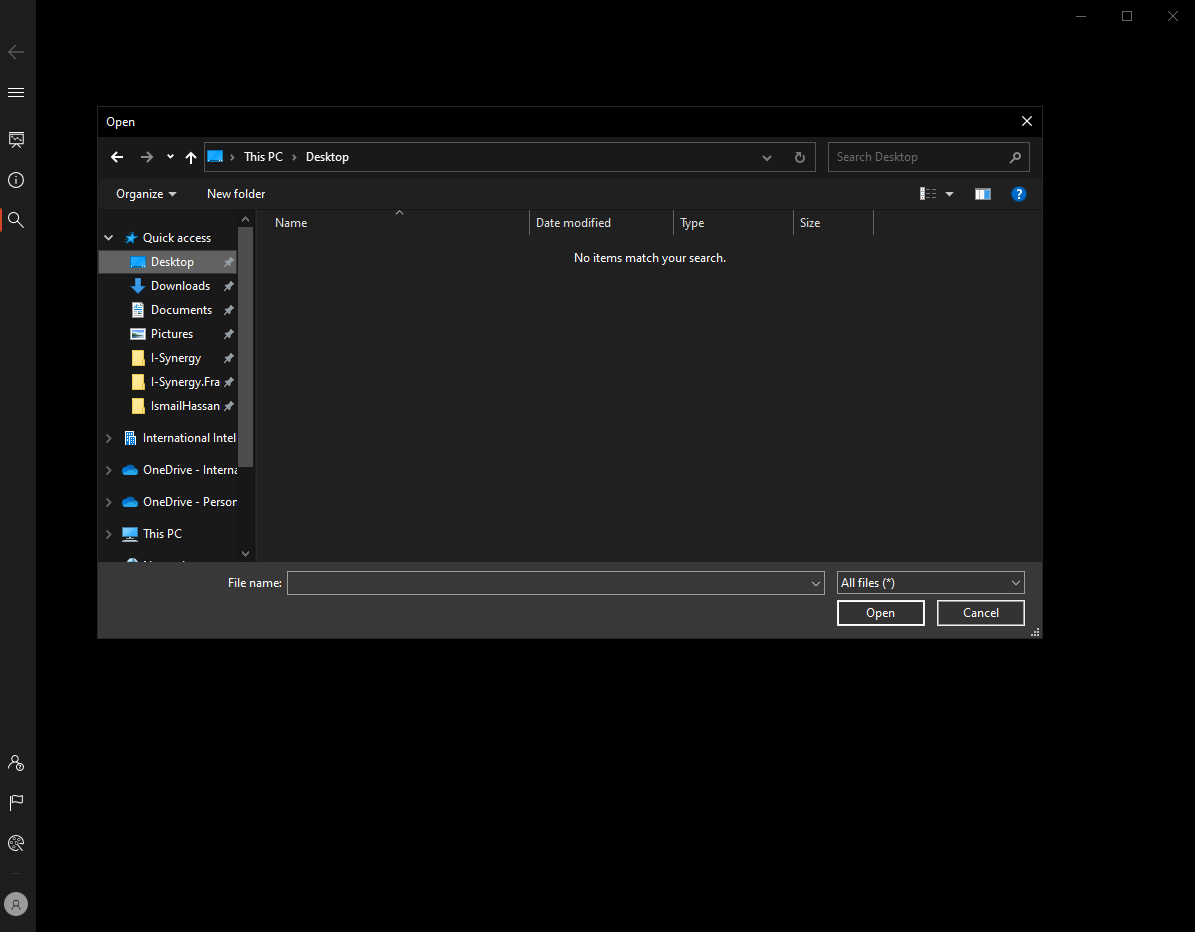 Open
This PC
Desktop
Search Desktop
Organize
New folder
Name
Date modified
Type
Size
No items match your search.
Quick access
Desktop
Downloads
Documents
Pictures
I-Synergy
I-Synergy.Fra
IsmailHassan
International Intel
OneDrive - Interna
OneDrive - Person
This PC
File name:
All files (*)
Open
Cancel